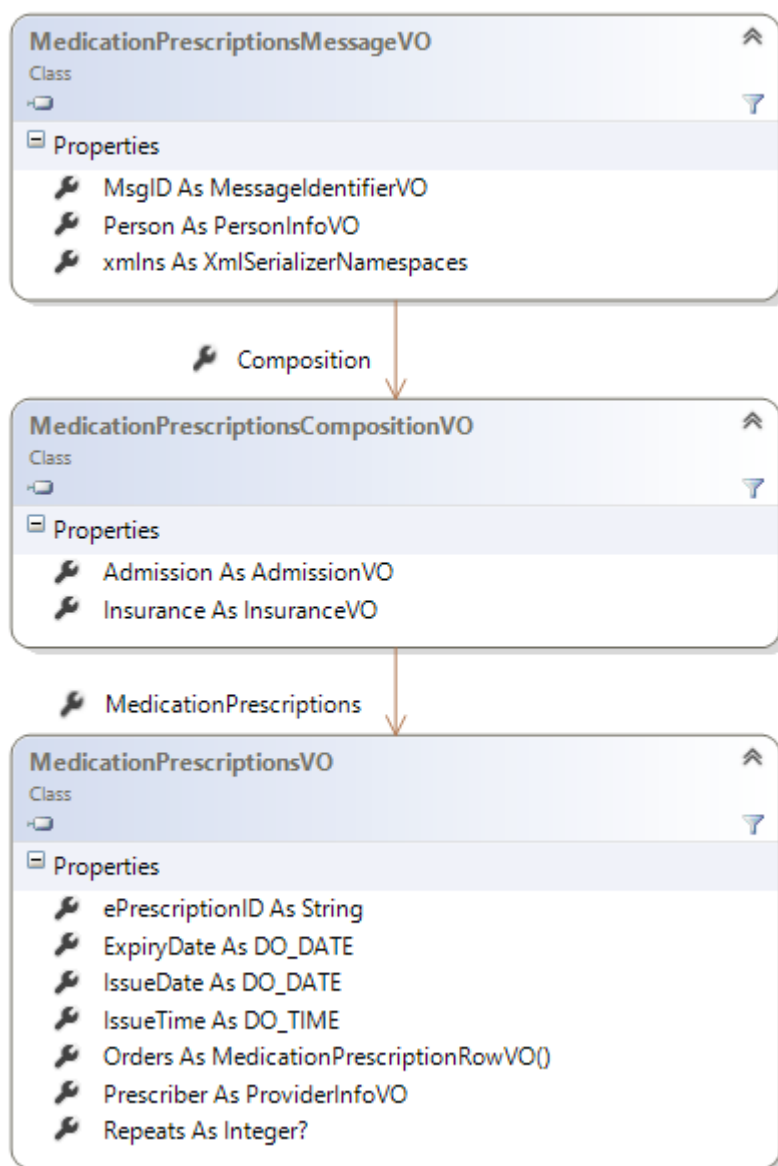 MedicationPrescriptionsMessageVO
Class
Properties
MsgID As MessageIdentifierVO
Person As PersonInfoVO
xmlns As XmlSerializerNamespaces
Composition
MedicationPrescriptionsCompositionVO
Class
Properties
Admission As AdmissionVO
Insurance As InsuranceVO
MedicationPrescriptions
MedicationPrescriptionsVO
Class
Properties
ePrescriptionID As String
ExpiryDate As DO_DATE
IssueDate As DO_DATE
IssueTime As DO_TIME
Orders As MedicationPrescriptionRowVO()
Prescriber As ProviderInfoVO
Repeats As Integer?